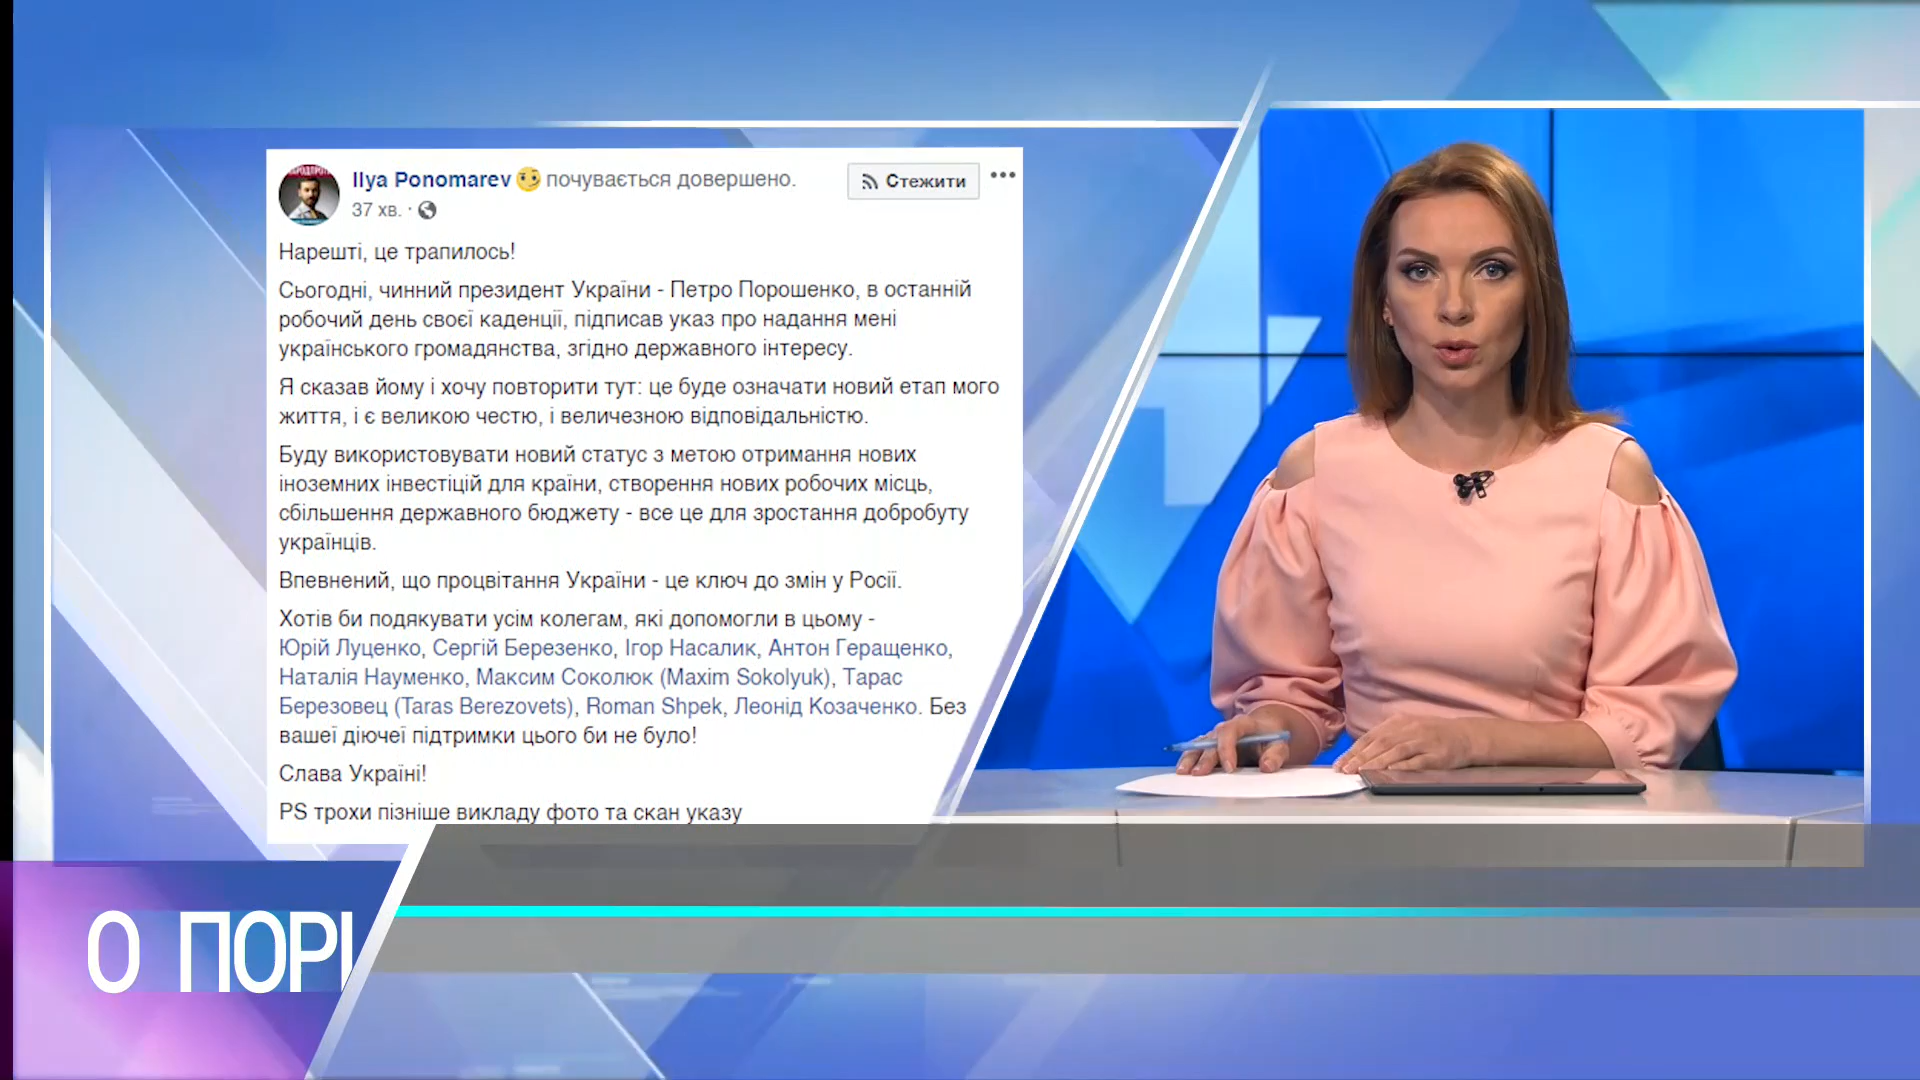 Ilya Ponomarev почувається довершено.
Стежити
37 хв.
Нарешті, це трапилось!
Сьогодні, чинний президент України - Петро Порошенко, в останній
робочий день своєї каденції, підписав указ про надання мені
українського громадянства, згідно державного інтересу.
Я сказав йому і хочу повторити тут: це буде означати новий етап мого
життя, і є великою честю, і величезною відповідальністю.
Буду використовувати новий статус з метою отримання нових
іноземних інвестіцій для країни, створення нових робочих місць,
сбільшення державного бюджету - все це для зростання добробуту
українців.
Впевнений, що процвітання України - це ключ до змін у Росії.
Хотів би подякувати усім колегам, які допомогли в цьому -
Юрій Луценко, Сергій Березенко, Ігор Насалик, Антон Геращенко,
Наталія Науменко, Максим Соколюк (Maxim Sokolyuk), Тарас
Березовец (Taras Berezovets), Roman Shpek, Леонід Козаченко. Без
вашеї діючеї підтримки цього би не було!
Слава Україні!
PS трохи пізніше викладу фото та скан указу
О ПОРІ